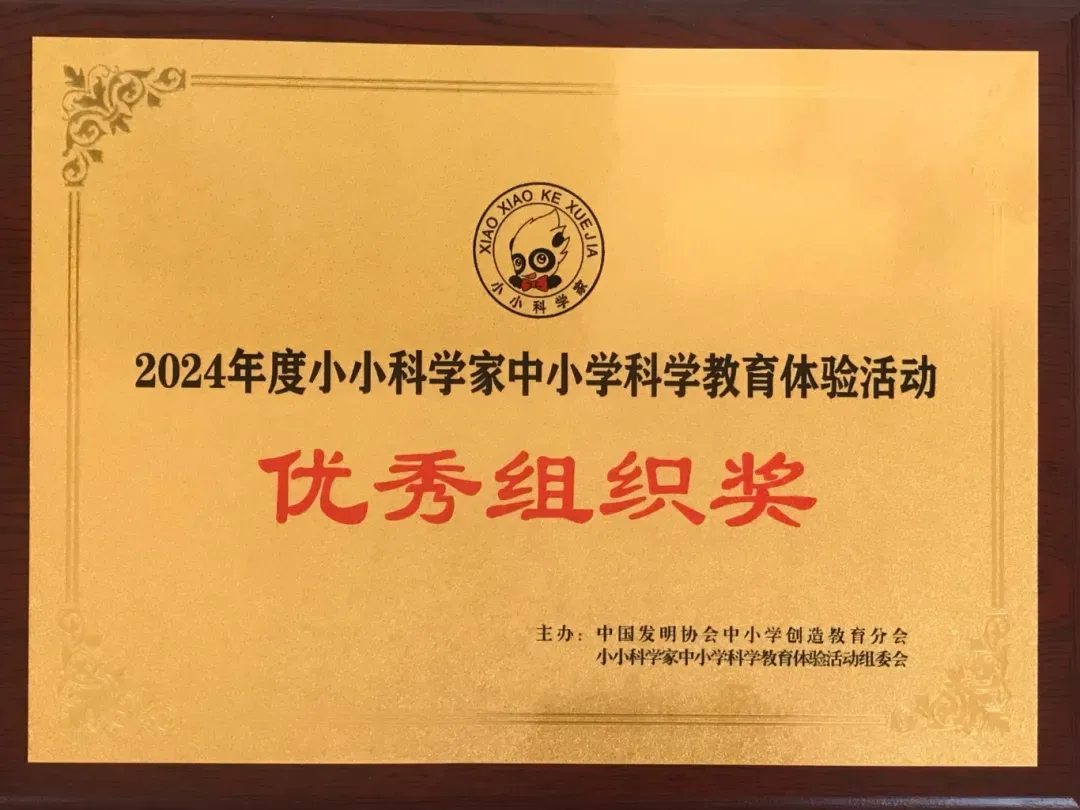 XIAO XIAO KE XUE JIA
小小科学家
2024年度小小科学家中小学科学教育体验活动
优秀组织奖
主办：中国发明协会中小学创造教育分会
小小科学家中小学科学教育体验活动组委会